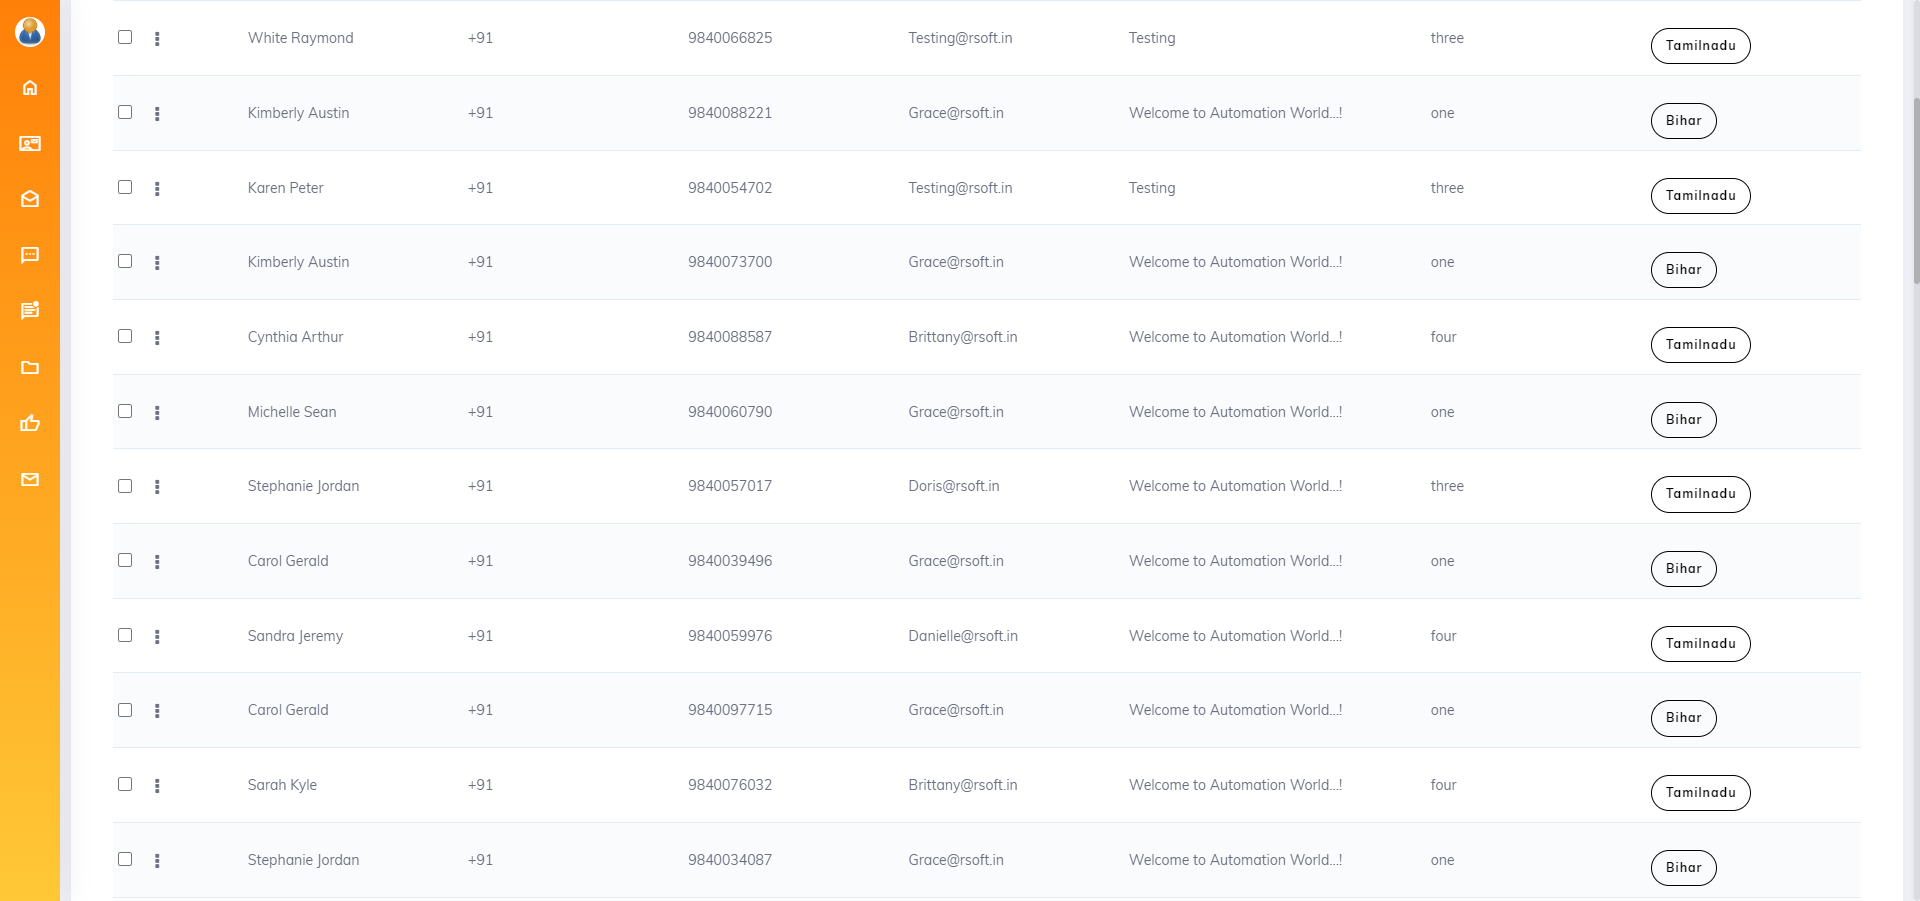 White Raymond +91 9840066825 Testing@rsoft.in Testing three Tamilnadu
Kimberly Austin +91 9840088221 Grace@rsoft.in Welcome to Automation World...! one Bihar
Karen Peter +91 9840054702 Testing@rsoft.in Testing three Tamilnadu
Kimberly Austin +91 9840073700 Grace@rsoft.in Welcome to Automation World...! one Bihar
Cynthia Arthur +91 9840088587 Brittany@rsoft.in Welcome to Automation World...! four Tamilnadu
Michelle Sean +91 9840060790 Grace@rsoft.in Welcome to Automation World...! one Bihar
Stephanie Jordan +91 9840057017 Doris@rsoft.in Welcome to Automation World...! three Tamilnadu
Carol Gerald +91 9840039496 Grace@rsoft.in Welcome to Automation World...! one Bihar
Sandra Jeremy +91 9840059976 Danielle@rsoft.in Welcome to Automation World...! four Tamilnadu
Carol Gerald +91 9840097715 Grace@rsoft.in Welcome to Automation World...! one Bihar
Sarah Kyle +91 9840076032 Brittany@rsoft.in Welcome to Automation World...! four Tamilnadu
Stephanie Jordan +91 9840034087 Grace@rsoft.in Welcome to Automation World...! one Bihar